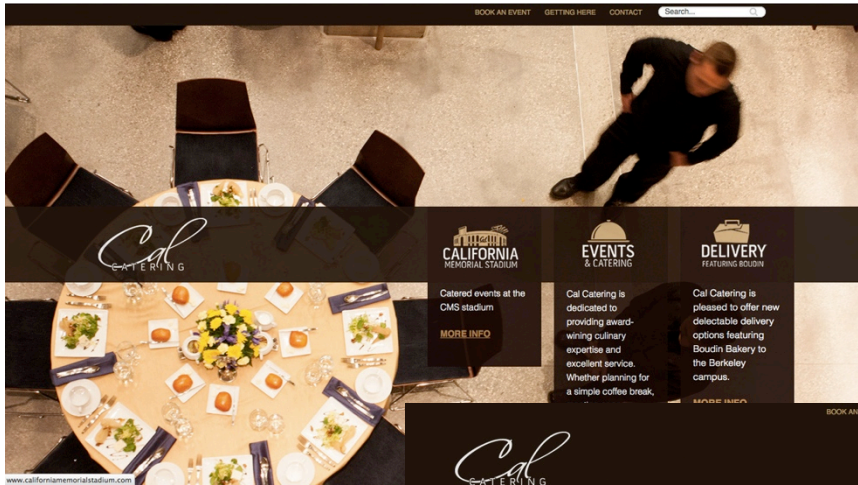 BOOK AN EVENT GETTING HERE CONTACT Search...
Cal
CATERING
CALIFORNIA
MEMORIAL STADIUM
Catered events at the
CMS stadium
MORE INFO
EVENTS
& CATERING
Cal Catering is
dedicated to
providing award-
wining culinary
expertise and
excellent service.
Whether planning for
a simple coffee break,
DELIVERY
FEATURING BOUDIN
Cal Catering is
pleased to offer new
delectable delivery
options featuring
Boudin Bakery to
the Berkeley
campus.
MORE INFO
BOOK AN
Cal
CATERING
www.californiamemorialstadium.com